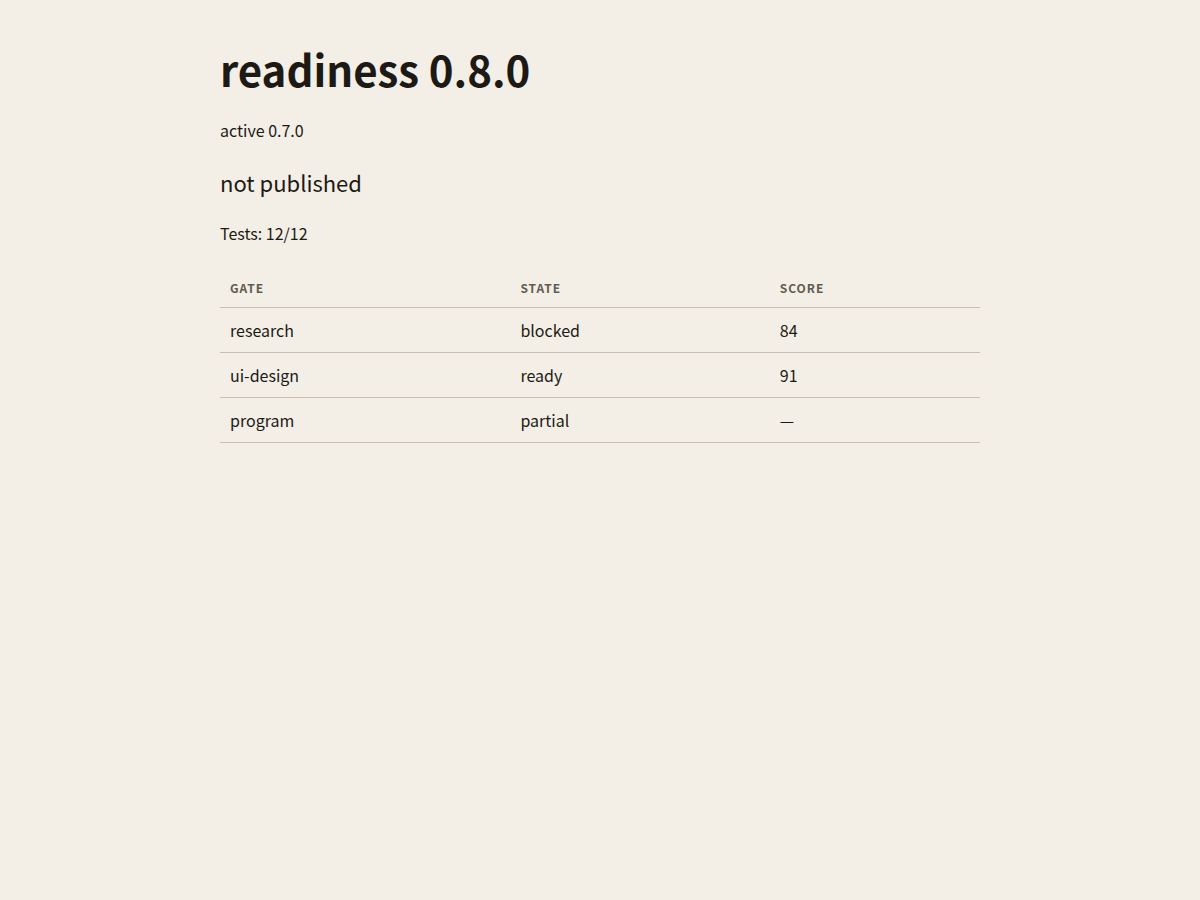 readiness 0.8.0
active 0.7.0
not published
Tests: 12/12
GATE STATE SCORE
research blocked 84
ui-design ready 91
program partial —